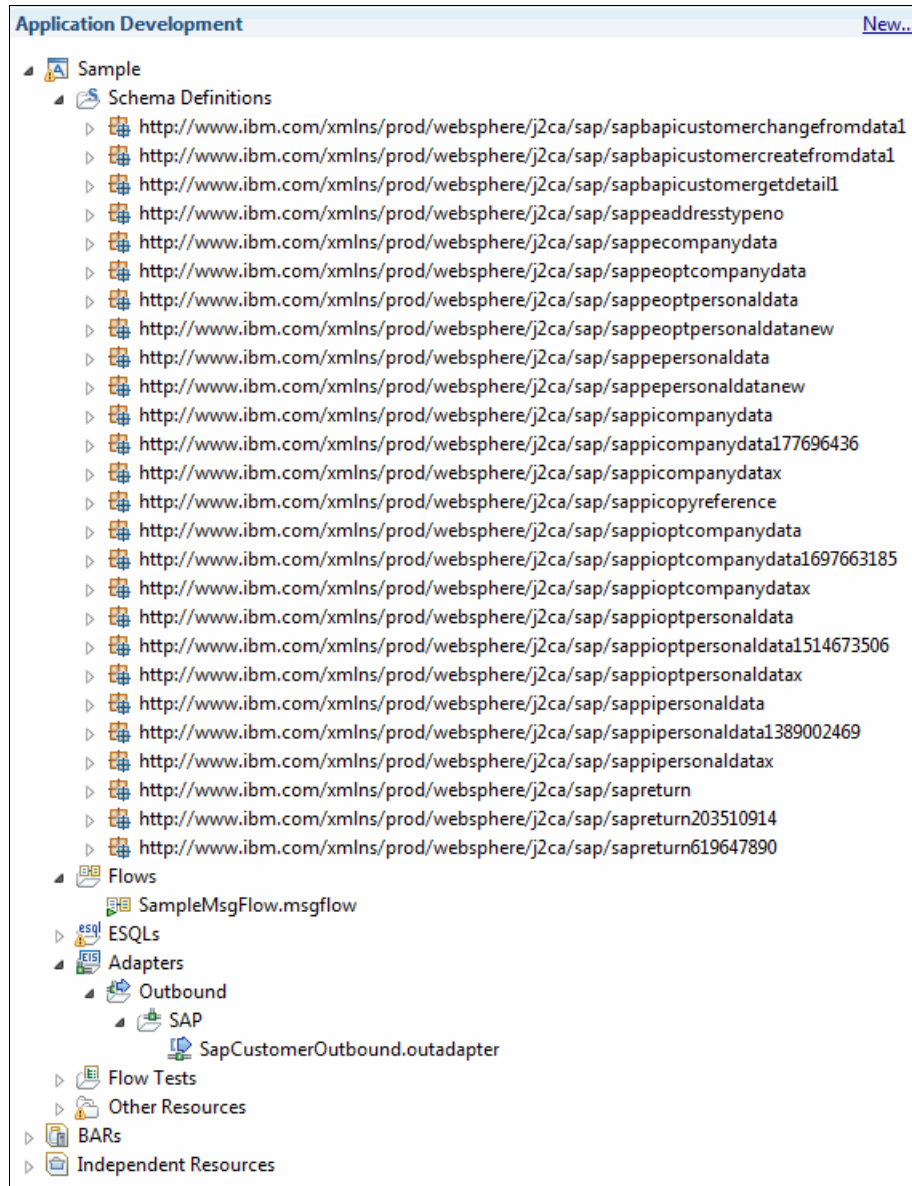 Application Development New...
Sample
Schema Definitions
http://www.ibm.com/xmlns/prod/websphere/j2ca/sap/sapbapicustomerchangefromdata1
http://www.ibm.com/xmlns/prod/websphere/j2ca/sap/sapbapicustomercreatefromdata1
http://www.ibm.com/xmlns/prod/websphere/j2ca/sap/sapbapicustomergetdetail1
http://www.ibm.com/xmlns/prod/websphere/j2ca/sap/sappeaddresstypeno
http://www.ibm.com/xmlns/prod/websphere/j2ca/sap/sappecompanydata
http://www.ibm.com/xmlns/prod/websphere/j2ca/sap/sappeoptcompanydata
http://www.ibm.com/xmlns/prod/websphere/j2ca/sap/sappeoptpersonaldata
http://www.ibm.com/xmlns/prod/websphere/j2ca/sap/sappeoptpersonaldatanew
http://www.ibm.com/xmlns/prod/websphere/j2ca/sap/sappepersonaldata
http://www.ibm.com/xmlns/prod/websphere/j2ca/sap/sappepersonaldatanew
http://www.ibm.com/xmlns/prod/websphere/j2ca/sap/sappicompanydata
http://www.ibm.com/xmlns/prod/websphere/j2ca/sap/sappicompanydata177696436
http://www.ibm.com/xmlns/prod/websphere/j2ca/sap/sappicompanydatax
http://www.ibm.com/xmlns/prod/websphere/j2ca/sap/sappicopyreference
http://www.ibm.com/xmlns/prod/websphere/j2ca/sap/sappioptcompanydata
http://www.ibm.com/xmlns/prod/websphere/j2ca/sap/sappioptcompanydata1697663185
http://www.ibm.com/xmlns/prod/websphere/j2ca/sap/sappioptcompanydatax
http://www.ibm.com/xmlns/prod/websphere/j2ca/sap/sappioptpersonaldata
http://www.ibm.com/xmlns/prod/websphere/j2ca/sap/sappioptpersonaldata1514673506
http://www.ibm.com/xmlns/prod/websphere/j2ca/sap/sappioptpersonaldatax
http://www.ibm.com/xmlns/prod/websphere/j2ca/sap/sappipersonaldata
http://www.ibm.com/xmlns/prod/websphere/j2ca/sap/sappipersonaldata1389002469
http://www.ibm.com/xmlns/prod/websphere/j2ca/sap/sappipersonaldatax
http://www.ibm.com/xmlns/prod/websphere/j2ca/sap/sapreturn
http://www.ibm.com/xmlns/prod/websphere/j2ca/sap/sapreturn203510914
http://www.ibm.com/xmlns/prod/websphere/j2ca/sap/sapreturn619647890
Flows
SampleMsgFlow.msgflow
esql ESQLs
EIS Adapters
Outbound
SAP
SapCustomerOutbound.outadapter
Flow Tests
Other Resources
BARs
Independent Resources